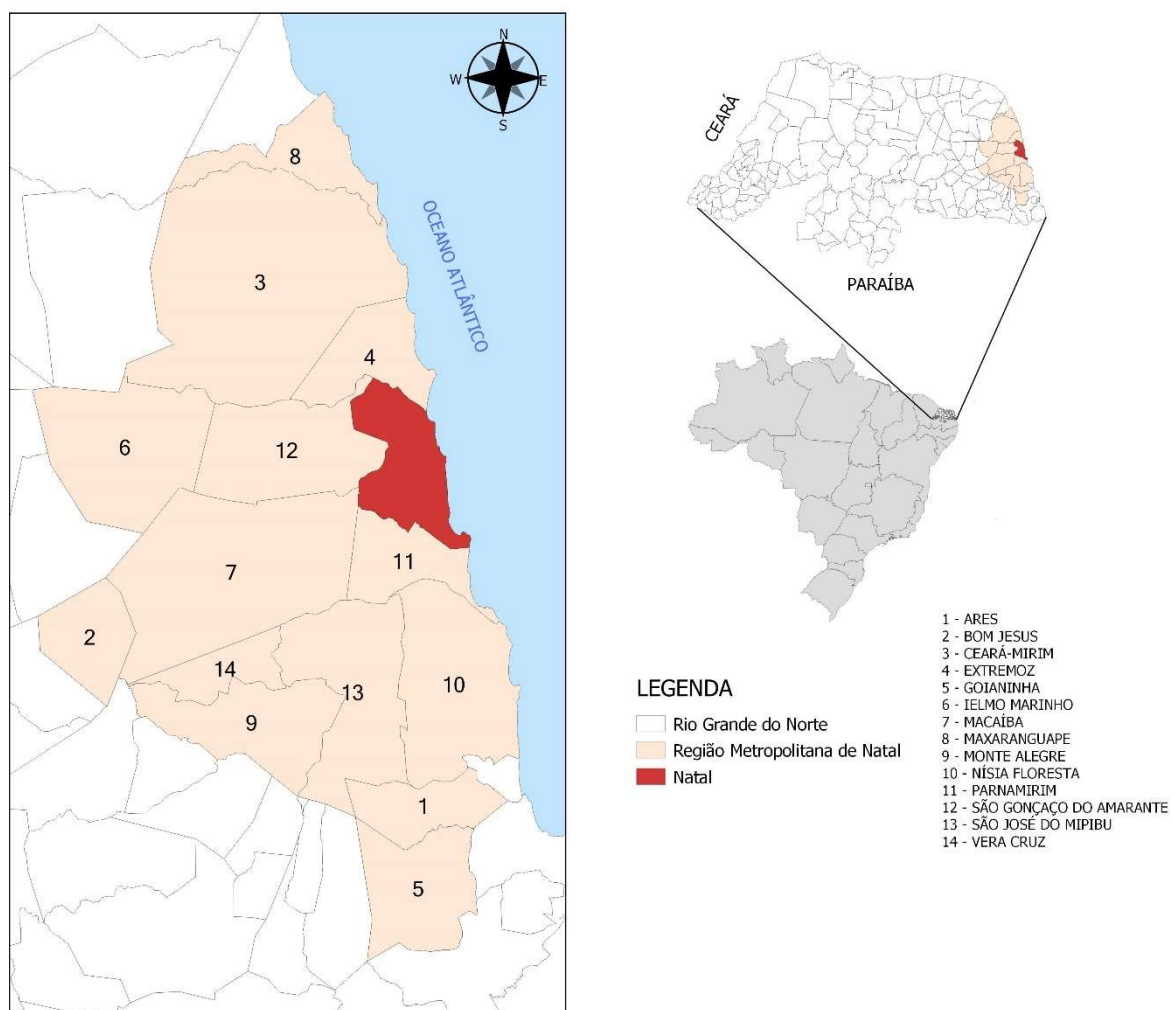 N
W
E
S
8
OCEANO ATLÂNTICO
3
4
6
12
7
11
2
14
13
10
9
1
5
CEARÁ
PARAÍBA
LEGENDA
Rio Grande do Norte
Região Metropolitana de Natal
Natal
1 - ARES
2 - BOM JESUS
3 - CEARÁ-MIRIM
4 - EXTREMOZ
5 - GOIANINHA
6 - IELMO MARINHO
7 - MACAÍBA
8 - MAXARANGUAPE
9 - MONTE ALEGRE
10 - NÍSIA FLORESTA
11 - PARNAMIRIM
12 - SÃO GONÇAÇO DO AMARANTE
13 - SÃO JOSÉ DO MIPIBU
14 - VERA CRUZ